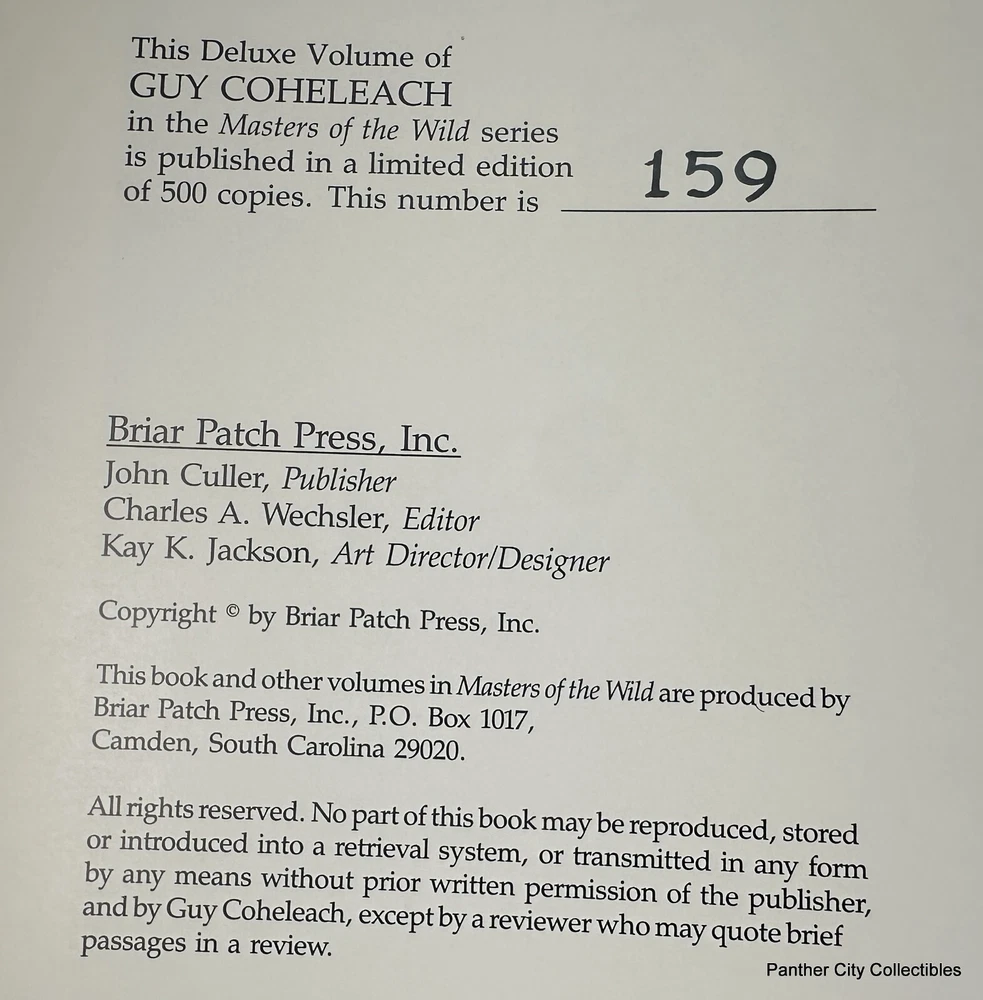 This Deluxe Volume of
GUY COHELEACH
in the Masters of the Wild series
is published in a limited edition
of 500 copies. This number is 159
Briar Patch Press, Inc.
John Culler, Publisher
Charles A. Wechsler, Editor
Kay K. Jackson, Art Director/Designer
Copyright © by Briar Patch Press, Inc.
This book and other volumes in Masters of the Wild are produced by
Briar Patch Press, Inc., P.O. Box 1017,
Camden, South Carolina 29020.
All rights reserved. No part of this book may be reproduced, stored
or introduced into a retrieval system, or transmitted in any form
by any means without prior written permission of the publisher,
and by Guy Coheleach, except by a reviewer who may quote brief
passages in a review.
Panther City Collectibles